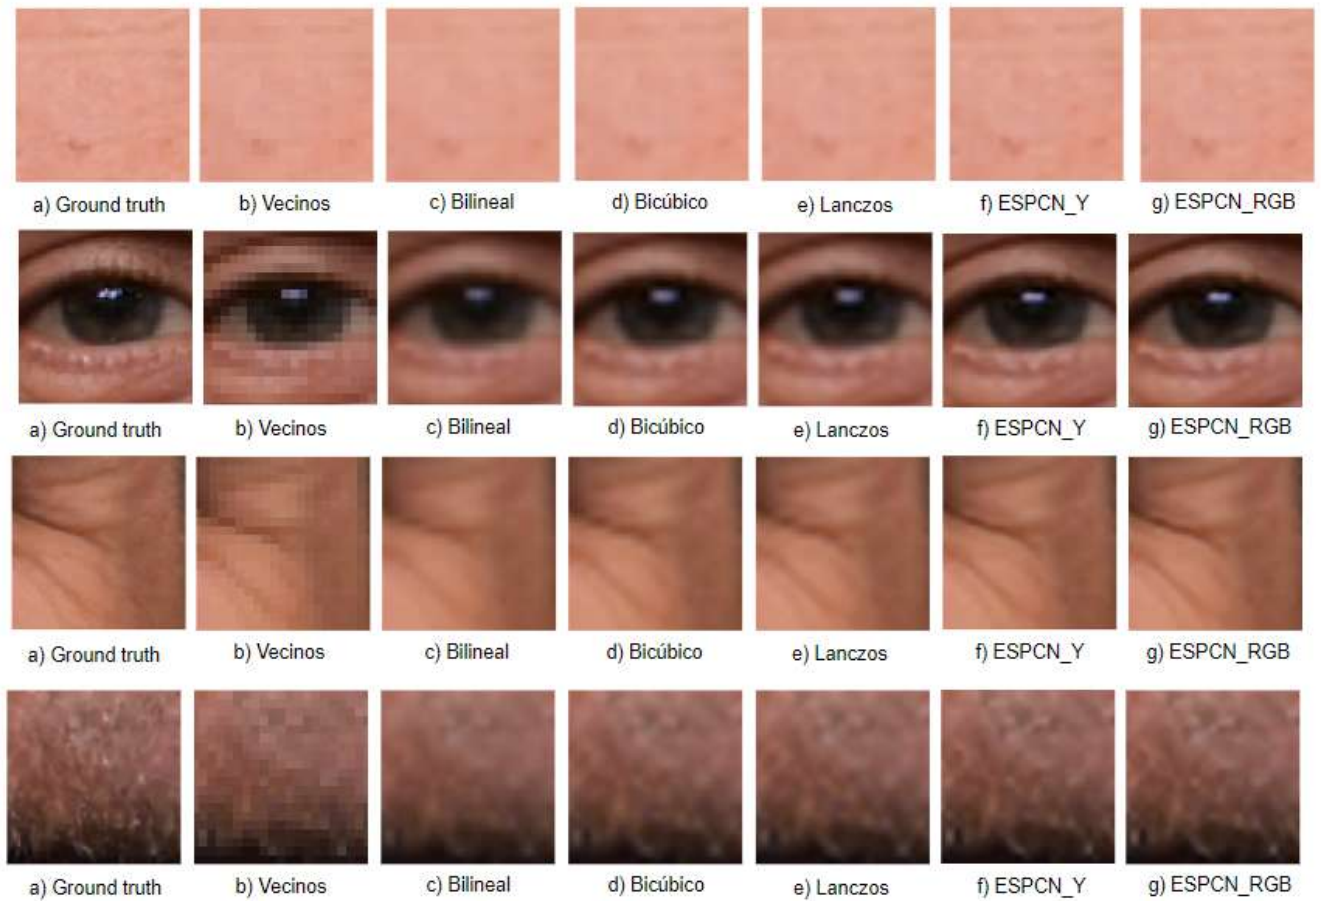 a) Ground truth b) Vecinos c) Bilineal d) Bicúbico e) Lanczos f) ESPCN_Y g) ESPCN_RGB
a) Ground truth b) Vecinos c) Bilineal d) Bicúbico e) Lanczos f) ESPCN_Y g) ESPCN_RGB
a) Ground truth b) Vecinos c) Bilineal d) Bicúbico e) Lanczos f) ESPCN_Y g) ESPCN_RGB
a) Ground truth b) Vecinos c) Bilineal d) Bicúbico e) Lanczos f) ESPCN_Y g) ESPCN_RGB